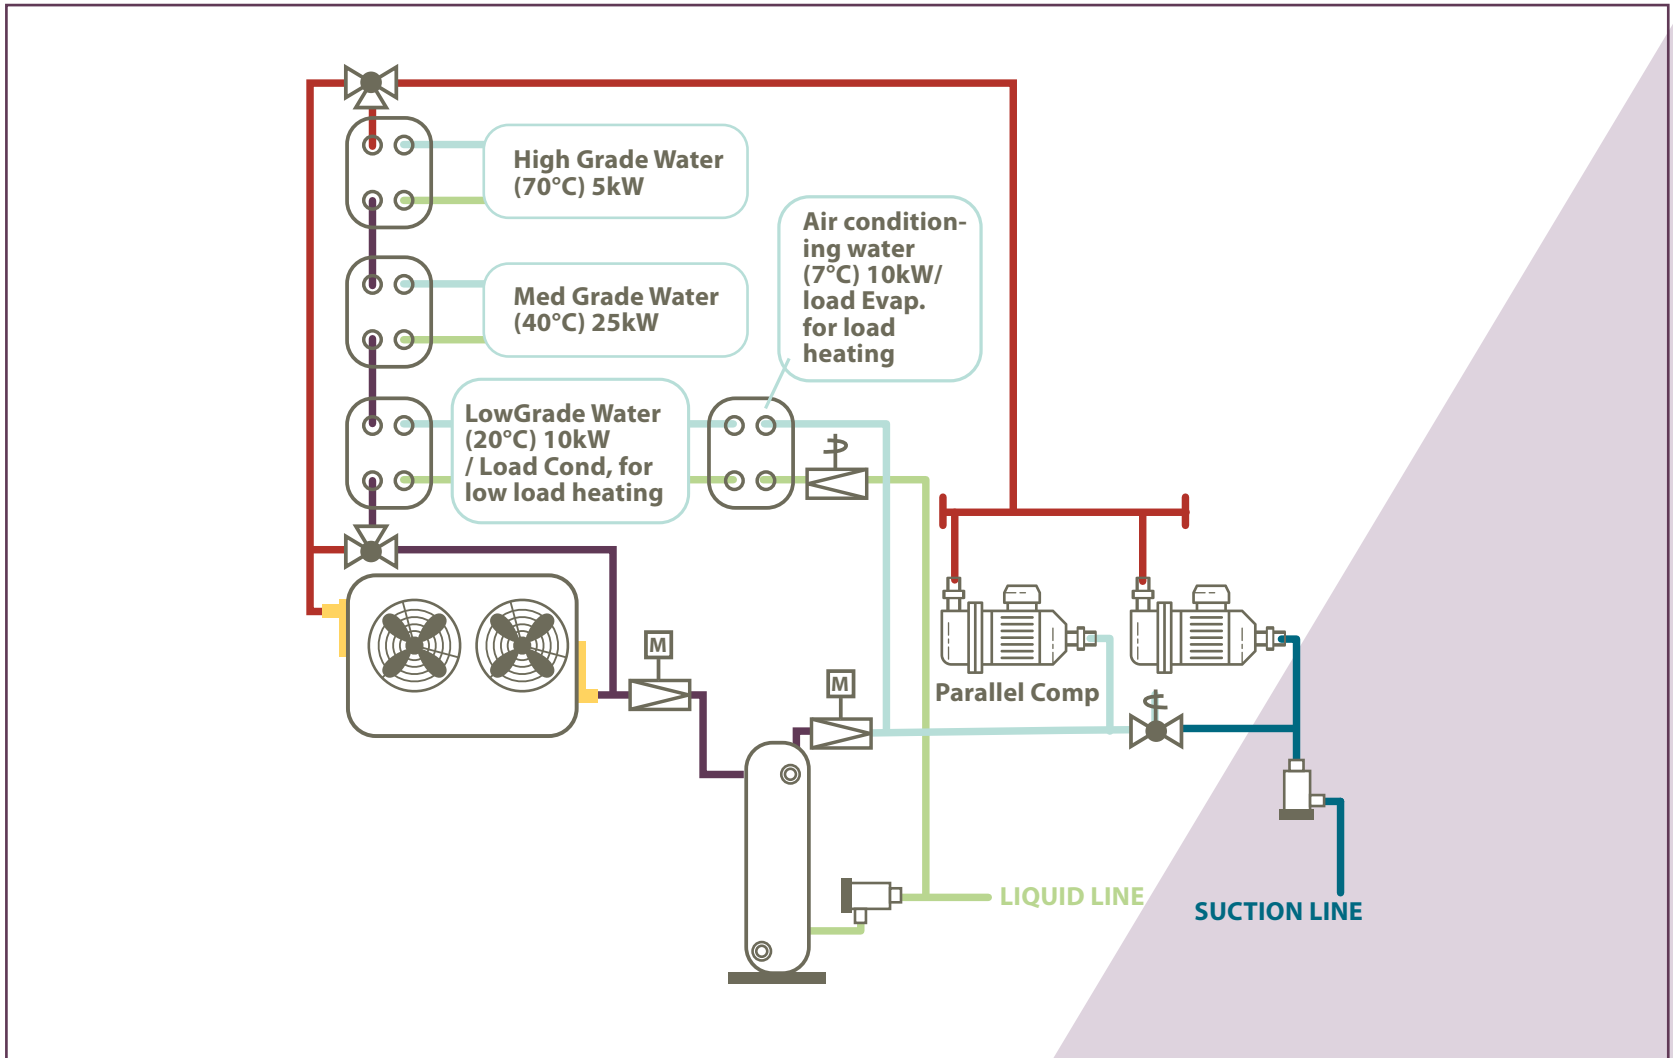 High Grade Water
(70°C) 5kW
Air condition-
ing water
(7°C) 10kW/
load Evap.
for load
heating
Med Grade Water
(40°C) 25kW
LowGrade Water
(20°C) 10kW
/ Load Cond, for
low load heating
M
M
Parallel Comp
LIQUID LINE
SUCTION LINE